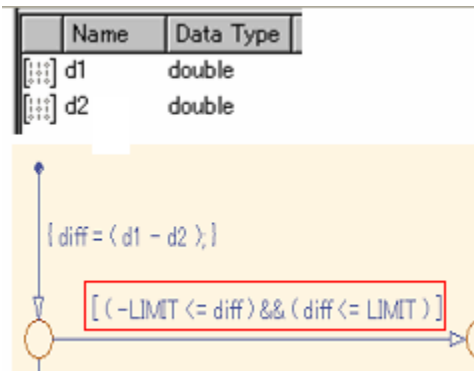 Name Data Type
d1 double
d2 double
{diff = ( d1 - d2 );}
[ ( -LIMIT <= diff ) && ( diff <= LIMIT ) ]